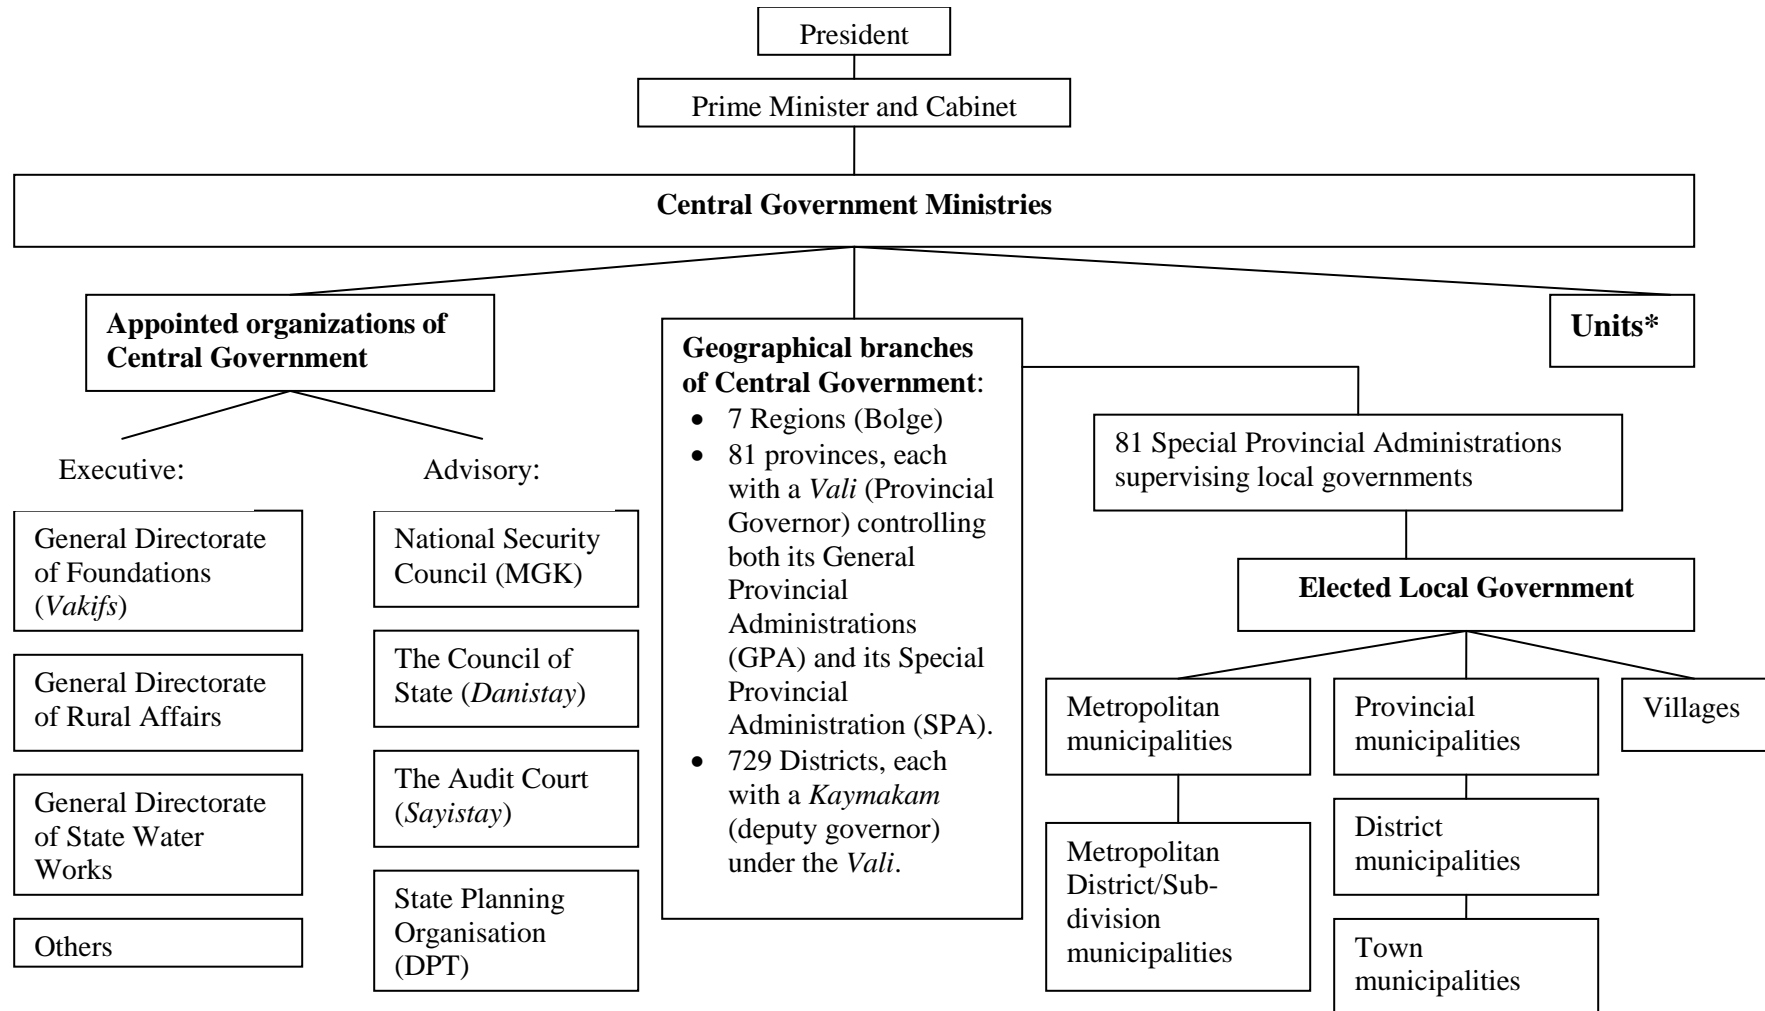 President
Prime Minister and Cabinet
Central Government Ministries
Appointed organizations of
Central Government
Executive:
General Directorate
of Foundations
(Vakifs)
General Directorate
of Rural Affairs
General Directorate
of State Water
Works
Others
Advisory:
National Security
Council (MGK)
The Council of
State (Danistay)
The Audit Court
(Sayistay)
State Planning
Organisation
(DPT)
Geographical branches
of Central Government:
• 7 Regions (Bolge)
• 81 provinces, each
with a Vali (Provincial
Governor) controlling
both its General
Provincial
Administrations
(GPA) and its Special
Provincial
Administration (SPA).
• 729 Districts, each
with a Kaymakam
(deputy governor)
under the Vali.
Units*
81 Special Provincial Administrations
supervising local governments
Elected Local Government
Metropolitan
municipalities
Metropolitan
District/Sub-
division
municipalities
Provincial
municipalities
District
municipalities
Town
municipalities
Villages